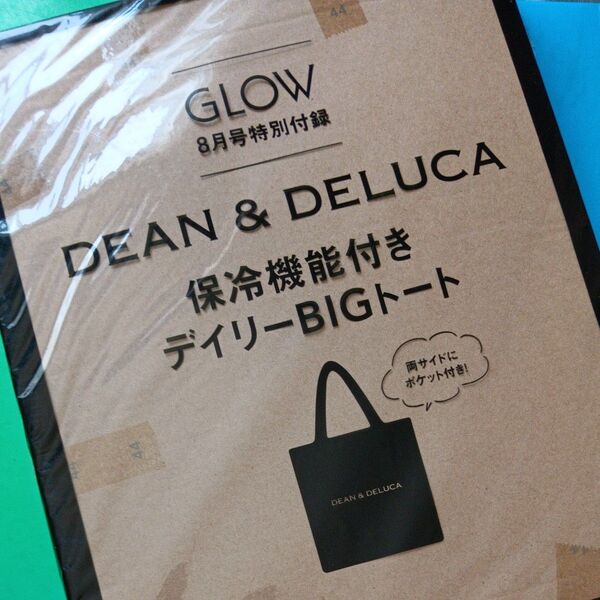 GLOW
8月号特別付録
DEAN & DELUCA
保冷機能付き
デイリーBIGトート
両サイドに
ポケット付き!
DEAN & DELUCA
44
44